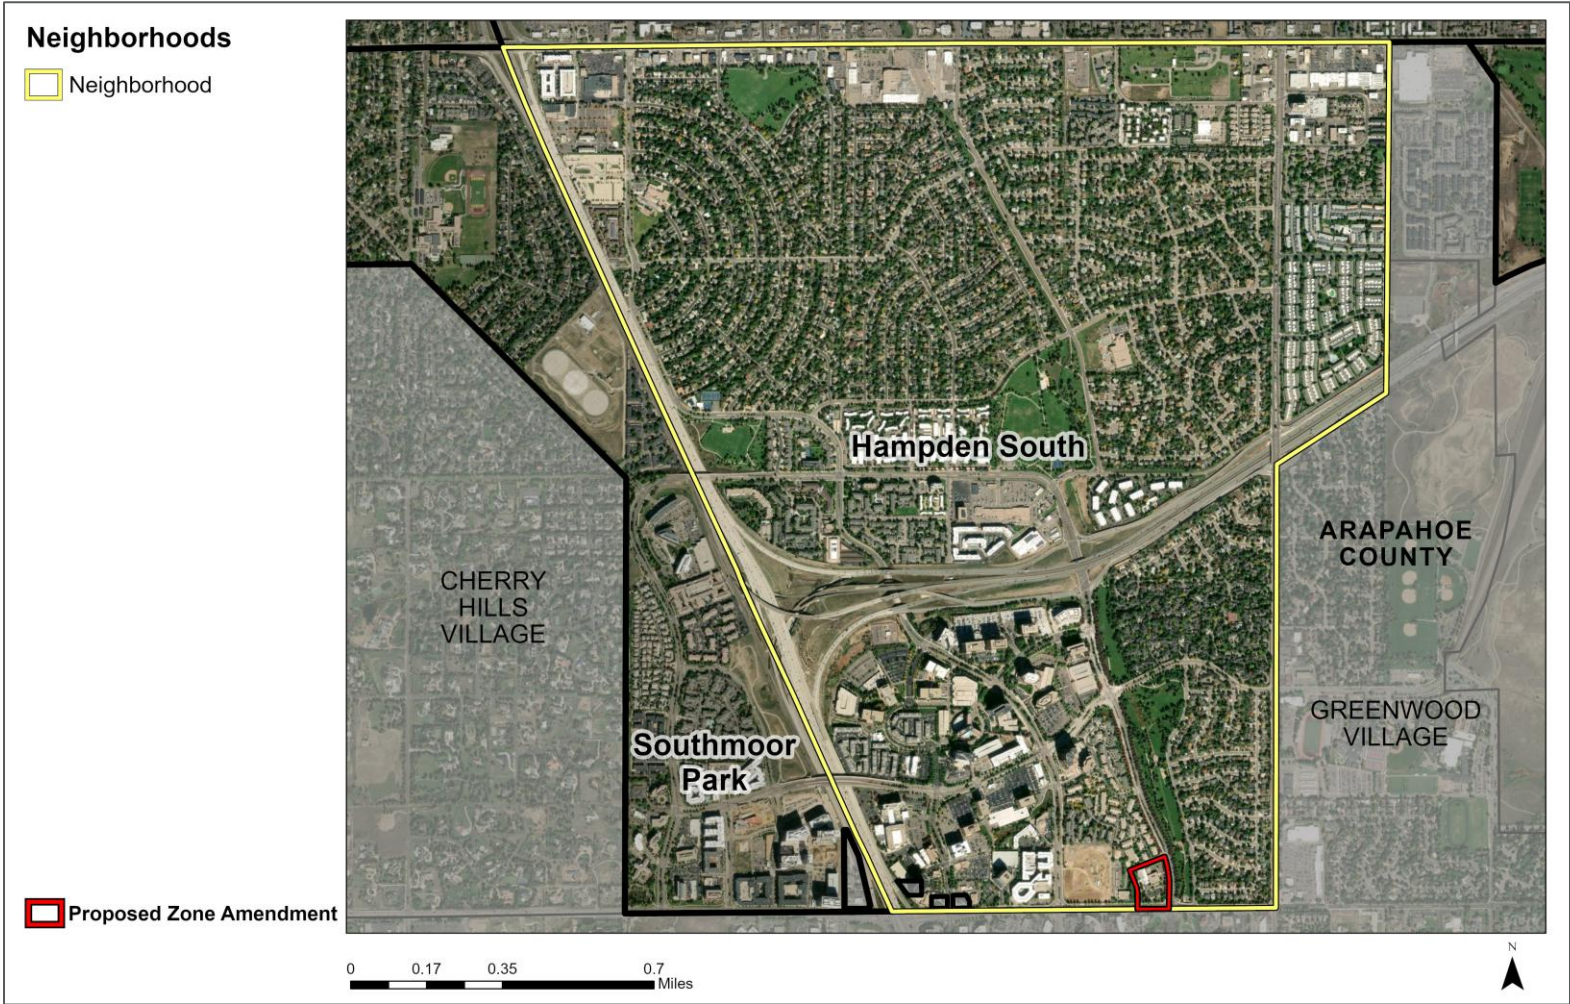 Neighborhoods
Neighborhood
Hampden South
ARAPAHOE
COUNTY
CHERRY
HILLS
VILLAGE
GREENWOOD
VILLAGE
Southmoor
Park
Proposed Zone Amendment
N
0 0.17 0.35 0.7
Miles